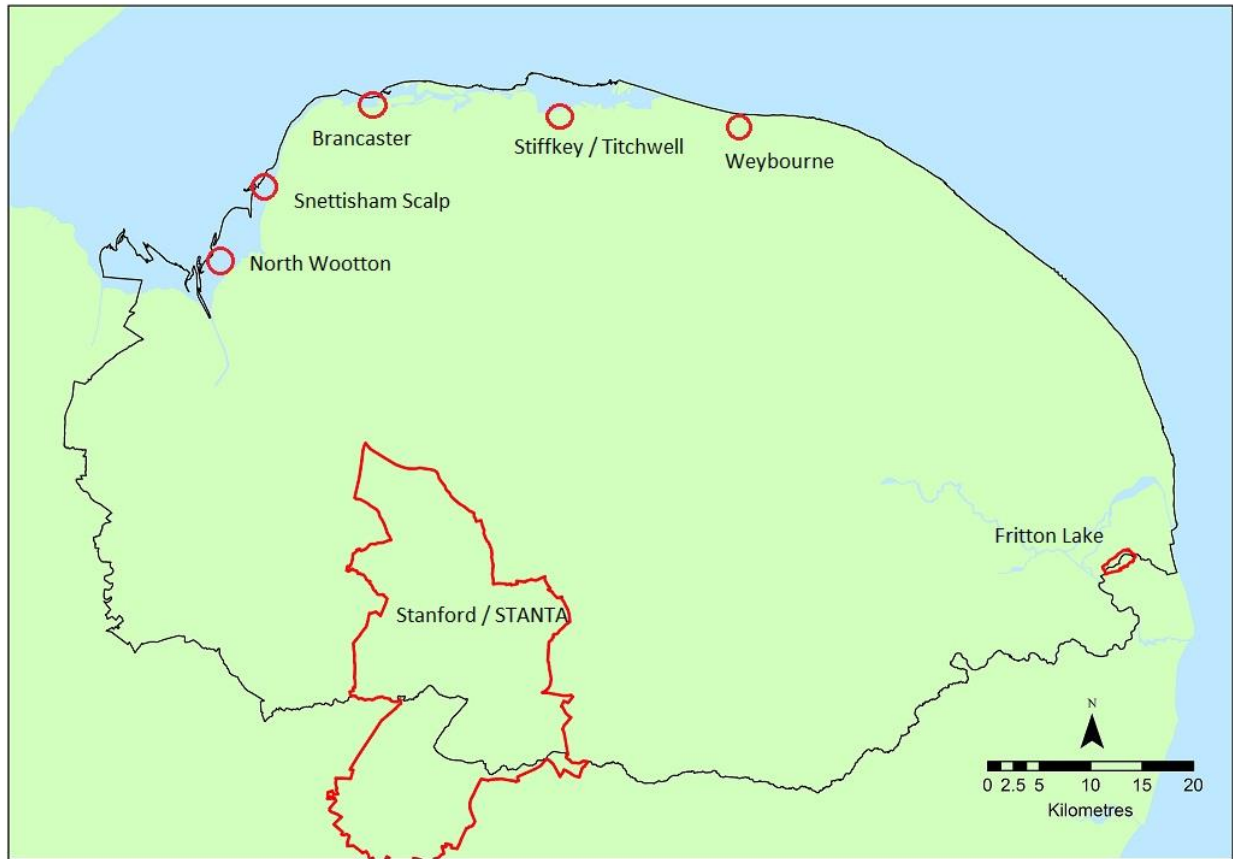 Brancaster
Stiffkey / Titchwell
Weybourne
Snettisham Scalp
North Wootton
Fritton Lake
Stanford / STANTA
N
0 2.5 5 10 15 20
Kilometres